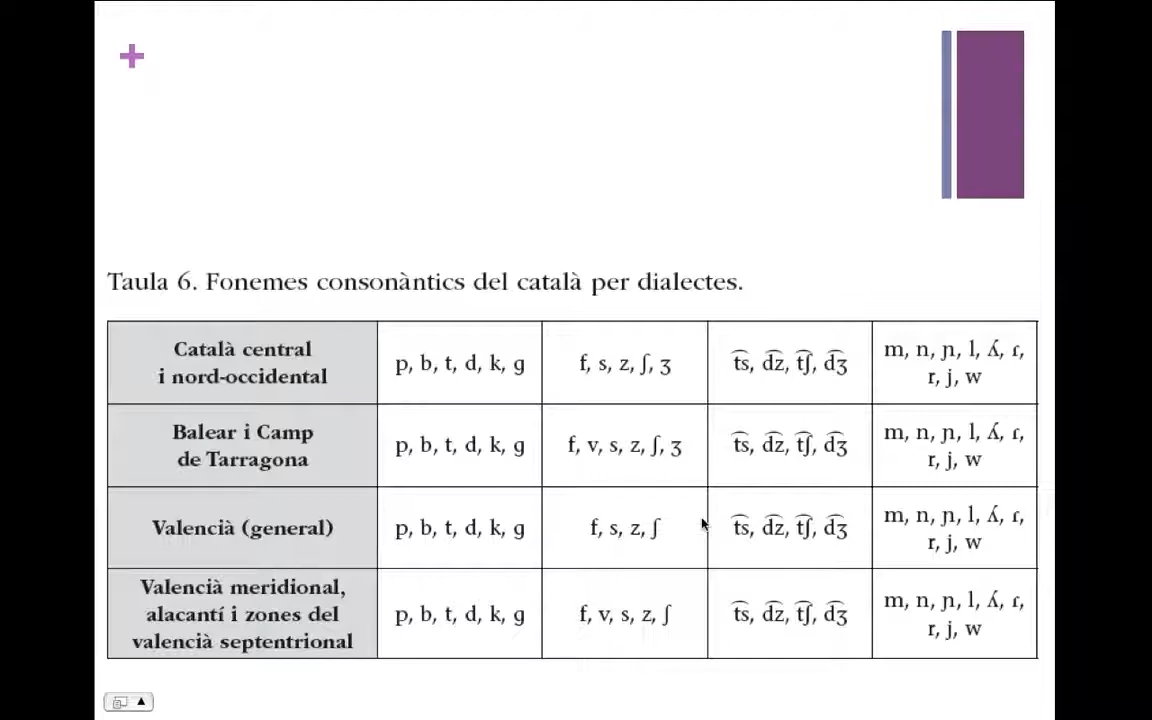 Taula 6. Fonemes consonàntics del català per dialectes.
Català central
i nord-occidental
p, b, t, d, k, ɡ
f, s, z, ʃ, ʒ
t͡s, d͡z, t͡ʃ, d͡ʒ
m, n, ɲ, l, ʎ, ɾ,
r, j, w
Balear i Camp
de Tarragona
p, b, t, d, k, ɡ
f, v, s, z, ʃ, ʒ
t͡s, d͡z, t͡ʃ, d͡ʒ
m, n, ɲ, l, ʎ, ɾ,
r, j, w
Valencià (general)
p, b, t, d, k, ɡ
f, s, z, ʃ
t͡s, d͡z, t͡ʃ, d͡ʒ
m, n, ɲ, l, ʎ, ɾ,
r, j, w
Valencià meridional,
alacantí i zones del
valencià septentrional
p, b, t, d, k, ɡ
f, v, s, z, ʃ
t͡s, d͡z, t͡ʃ, d͡ʒ
m, n, ɲ, l, ʎ, ɾ,
r, j, w